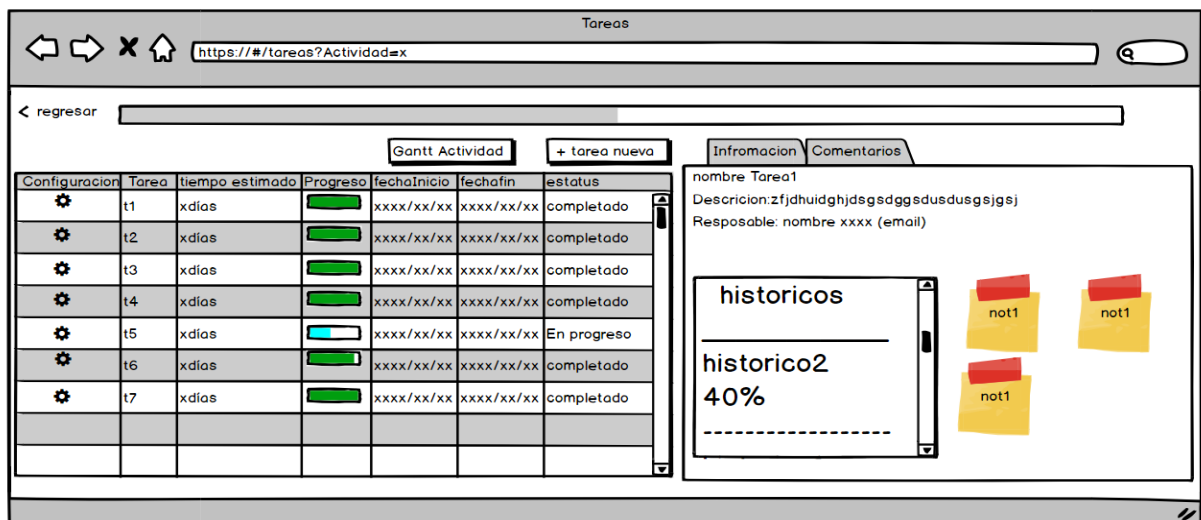 Tareas
https://#/tareas?Actividad=x
< regresar
Gantt Actividad
+ tarea nueva
Configuracion Tarea tiempo estimado Progreso fechaInicio fechafin estatus
t1 xdías xxxx/xx/xx xxxx/xx/xx completado
t2 xdías xxxx/xx/xx xxxx/xx/xx completado
t3 xdías xxxx/xx/xx xxxx/xx/xx completado
t4 xdías xxxx/xx/xx xxxx/xx/xx completado
t5 xdías xxxx/xx/xx xxxx/xx/xx En progreso
t6 xdías xxxx/xx/xx xxxx/xx/xx completado
t7 xdías xxxx/xx/xx xxxx/xx/xx completado
Infromacion Comentarios
nombre Tarea1
Descricion:zfjdhuidghjdsgsdggsdusdusgsjgsj
Resposable: nombre xxxx (email)
historicos
historico2
40%
------------------
not1
not1
not1